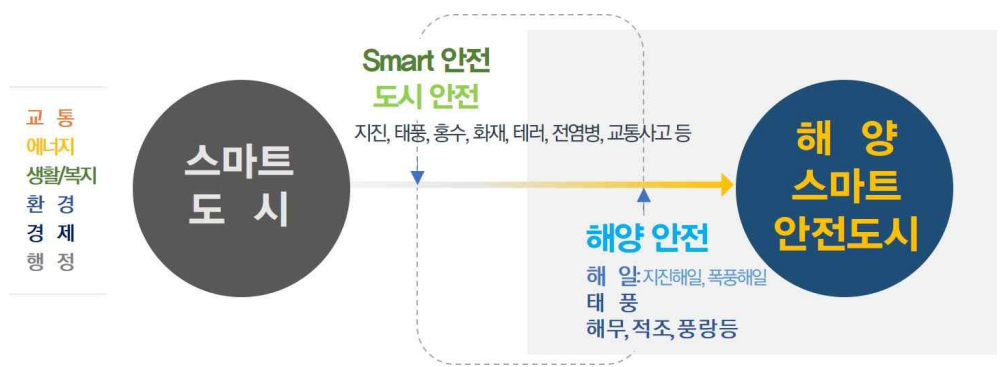 교 통
에너지
생활/복지
환 경
경 제
행 정
스마트
도 시
Smart 안전
도시 안전
지진, 태풍, 홍수, 화재, 테러, 전염병, 교통사고 등
해양 안전
해 일: 지진해일, 폭풍해일
태 풍
해무, 적조, 풍랑등
해 양
스마트
안전도시